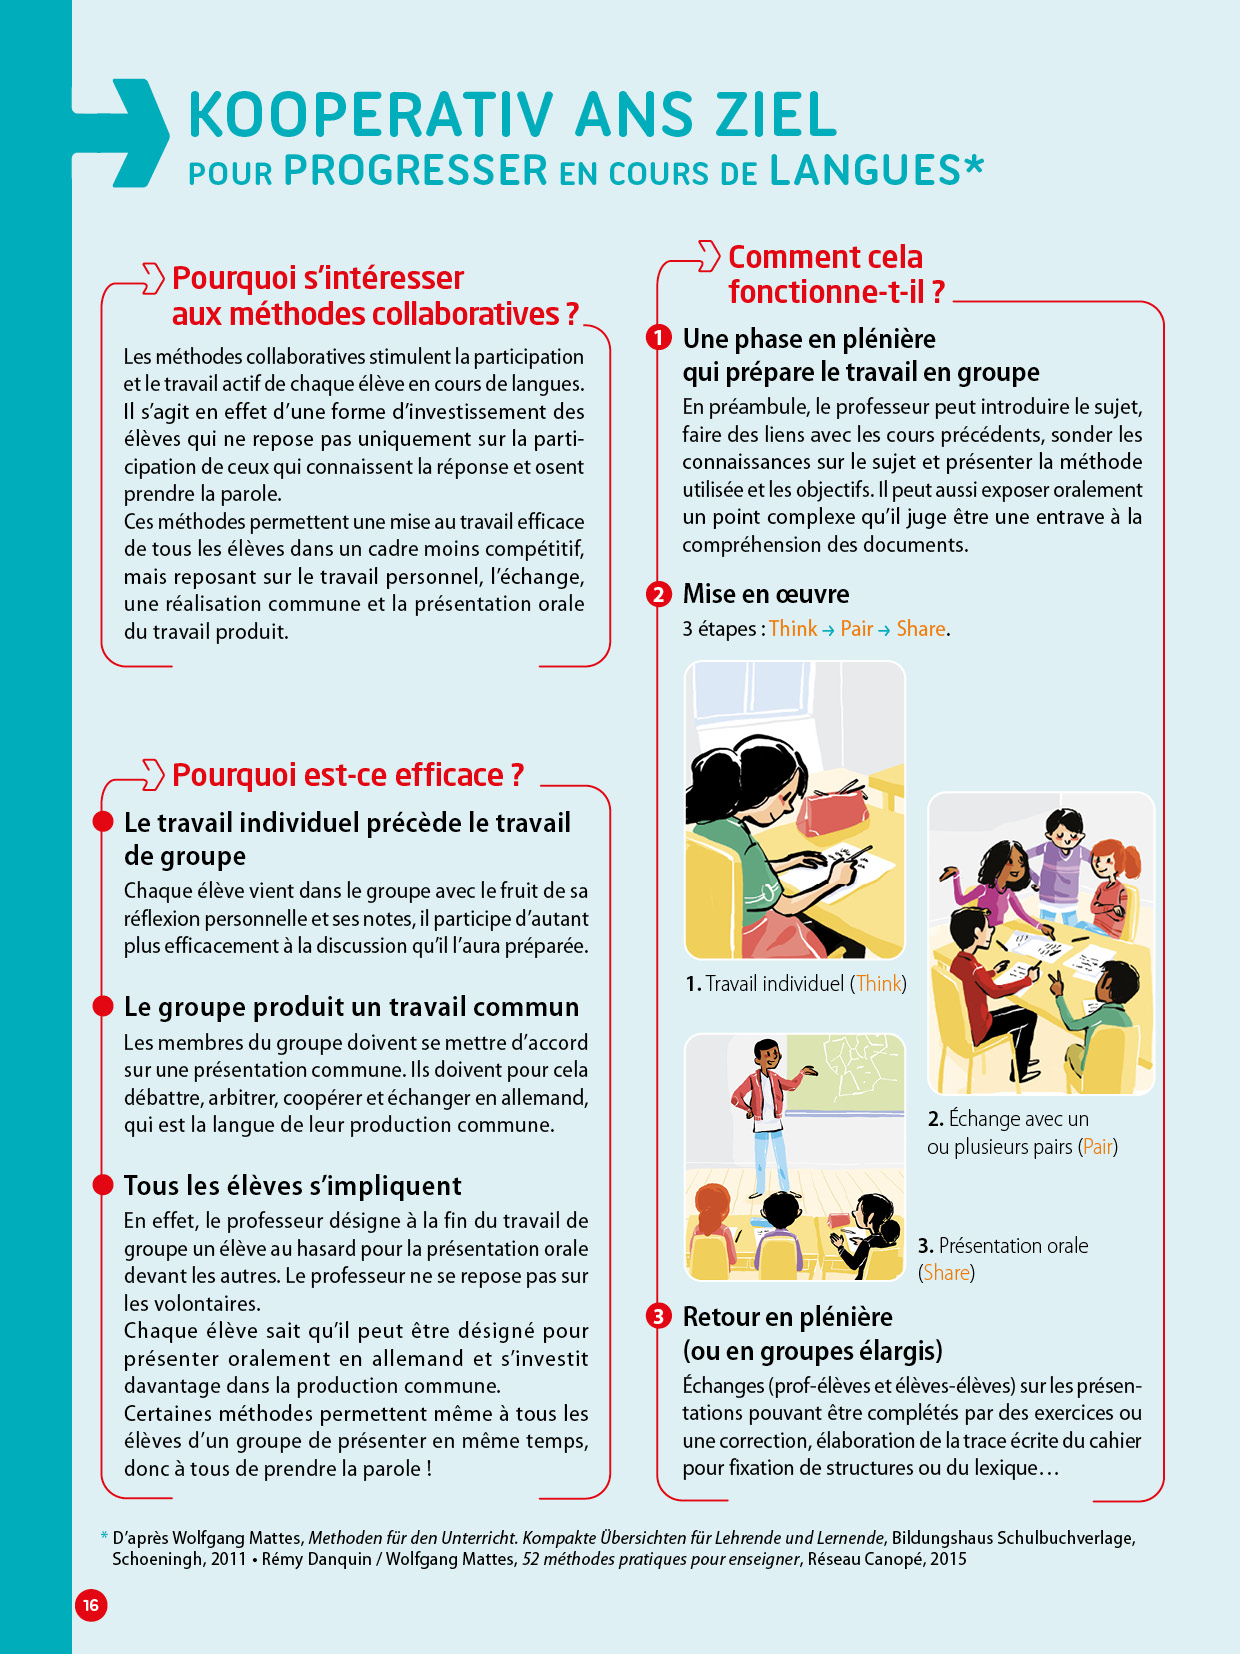 KOOPERATIV ANS ZIEL
POUR PROGRESSER EN COURS DE LANGUES*
Pourquoi s'intéresser
aux méthodes collaboratives ?
Les méthodes collaboratives stimulent la participation
et le travail actif de chaque élève en cours de langues.
Il s'agit en effet d'une forme d'investissement des
élèves qui ne repose pas uniquement sur la parti-
cipation de ceux qui connaissent la réponse et osent
prendre la parole.
Ces méthodes permettent une mise au travail efficace
de tous les élèves dans un cadre moins compétitif,
mais reposant sur le travail personnel, l'échange,
une réalisation commune et la présentation orale
du travail produit.
Pourquoi est-ce efficace ?
Le travail individuel précède le travail
de groupe
Chaque élève vient dans le groupe avec le fruit de sa
réflexion personnelle et ses notes, il participe d'autant
plus efficacement à la discussion qu'il l'aura préparée.
Le groupe produit un travail commun
Les membres du groupe doivent se mettre d'accord
sur une présentation commune. Ils doivent pour cela
débattre, arbitrer, coopérer et échanger en allemand,
qui est la langue de leur production commune.
Tous les élèves s'impliquent
En effet, le professeur désigne à la fin du travail de
groupe un élève au hasard pour la présentation orale
devant les autres. Le professeur ne se repose pas sur
les volontaires.
Chaque élève sait qu'il peut être désigné pour
présenter oralement en allemand et s'investit
davantage dans la production commune.
Certaines méthodes permettent même à tous les
élèves d'un groupe de présenter en même temps,
donc à tous de prendre la parole !
Comment cela
fonctionne-t-il ?
1 Une phase en plénière
qui prépare le travail en groupe
En préambule, le professeur peut introduire le sujet,
faire des liens avec les cours précédents, sonder les
connaissances sur le sujet et présenter la méthode
utilisée et les objectifs. Il peut aussi exposer oralement
un point complexe qu'il juge être une entrave à la
compréhension des documents.
2 Mise en œuvre
3 étapes : Think → Pair → Share.
1. Travail individuel (Think)
2. Échange avec un
ou plusieurs pairs (Pair)
3. Présentation orale
(Share)
3 Retour en plénière
(ou en groupes élargis)
Échanges (prof-élèves et élèves-élèves) sur les présen-
tations pouvant être complétés par des exercices ou
une correction, élaboration de la trace écrite du cahier
pour fixation de structures ou du lexique…
* D'après Wolfgang Mattes, Methoden für den Unterricht. Kompakte Übersichten für Lehrende und Lernende, Bildungshaus Schulbuchverlage,
Schoeningh, 2011 • Rémy Danquin / Wolfgang Mattes, 52 méthodes pratiques pour enseigner, Réseau Canopé, 2015
16